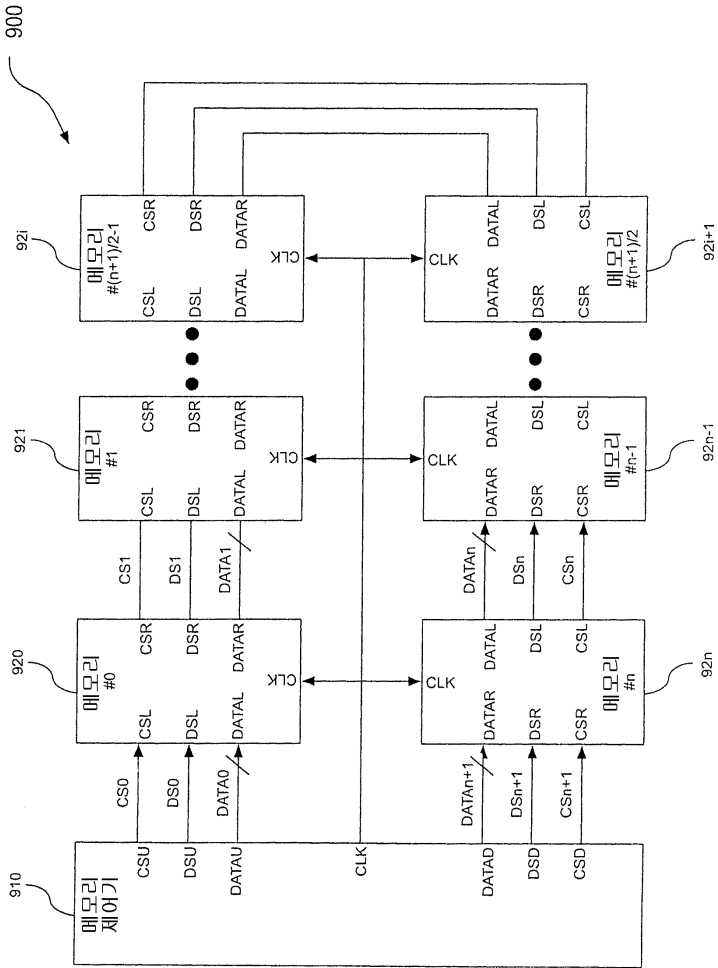 900
910
메모리
제어기
CSU
DSU
DATAU
CLK
DATAD
DSD
CSD
CS0
DS0
DATA0
DATAn+1
DSn+1
CSn+1
920
메모리
#0
CSL
CSR
DSL
DSR
DATAL
DATAR
CLK
CS1
DS1
DATA1
921
메모리
#1
CSL
CSR
DSL
DSR
DATAL
DATAR
CLK
92i
메모리
#(n+1)/2-1
CSL
CSR
DSL
DSR
DATAL
DATAR
CLK
CLK
DATAR
DATAL
DSR
DSL
CSR
CSL
메모리
#n
92n
DATAn
DSn
CSn
CLK
DATAR
DATAL
DSR
DSL
CSR
CSL
메모리
#n-1
92n-1
CLK
DATAR
DATAL
DSR
DSL
CSR
CSL
메모리
#(n+1)/2
92i+1